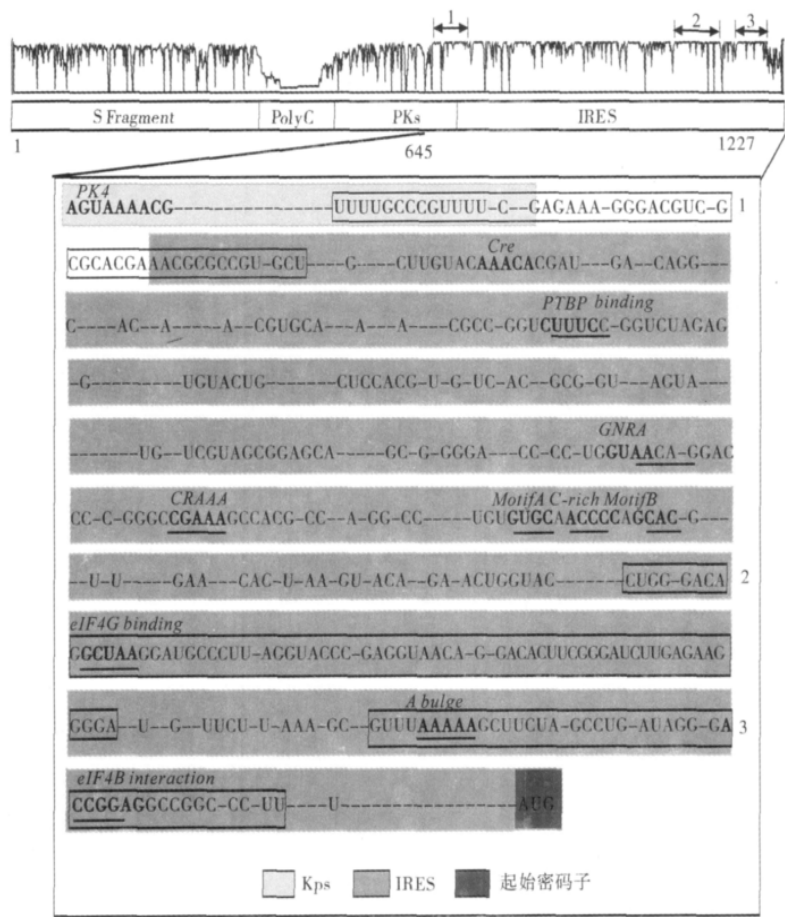 1 2 3
S Fragment PolyC PKs IRES
1 645 1227
PK4
AGUAAAACG---------------UUUUGCCCGUUUU-C---GAGAAA-GGGACGUC-G 1
Cre
CGCACGAAACGCGCCGU-GCU----G----CUUGUACAAACACGAU---GA--CAGG---
PTBP binding
C----AC--A-----A---CGUGCA---A---A----CGCC-GGUCUUUCC-GGUCUAGAG
-G--------UGUACUG--------CUCCACG-U-G-UC-AC--GCG-GU---AGUA---
GNRA
-------UG--UCGUAGCGGAGCA-----GC-G-GGGA---CC-CC-UGGUAACA-GGAC
CRAAA MotifA C-rich MotifB
CC-C-GGGCCGAAAGCCACG-CC--A-GG-CC-----UGUGUGCAACCCCAGCAC-G---
--U-U-----GAA---CAC-U-AA-GU-ACA--GA-ACUGGUAC-------CUGG-GACA 2
eIF4G binding
GGCUAAGGAUGCCCUU-AGGUACCC-GAGGUAACA-G-GACACUUCCGGGAUCUUGAGAAG
A bulge
GGGA--U--G--UUCU-U-AAA-GC--GUUUAAAAAGCUUCUA-GCCUG-AUAGG-GA 3
eIF4B interaction
CCGGAGGCCGGC-CC-UU----U------------------AUG
Kps IRES 起始密码子